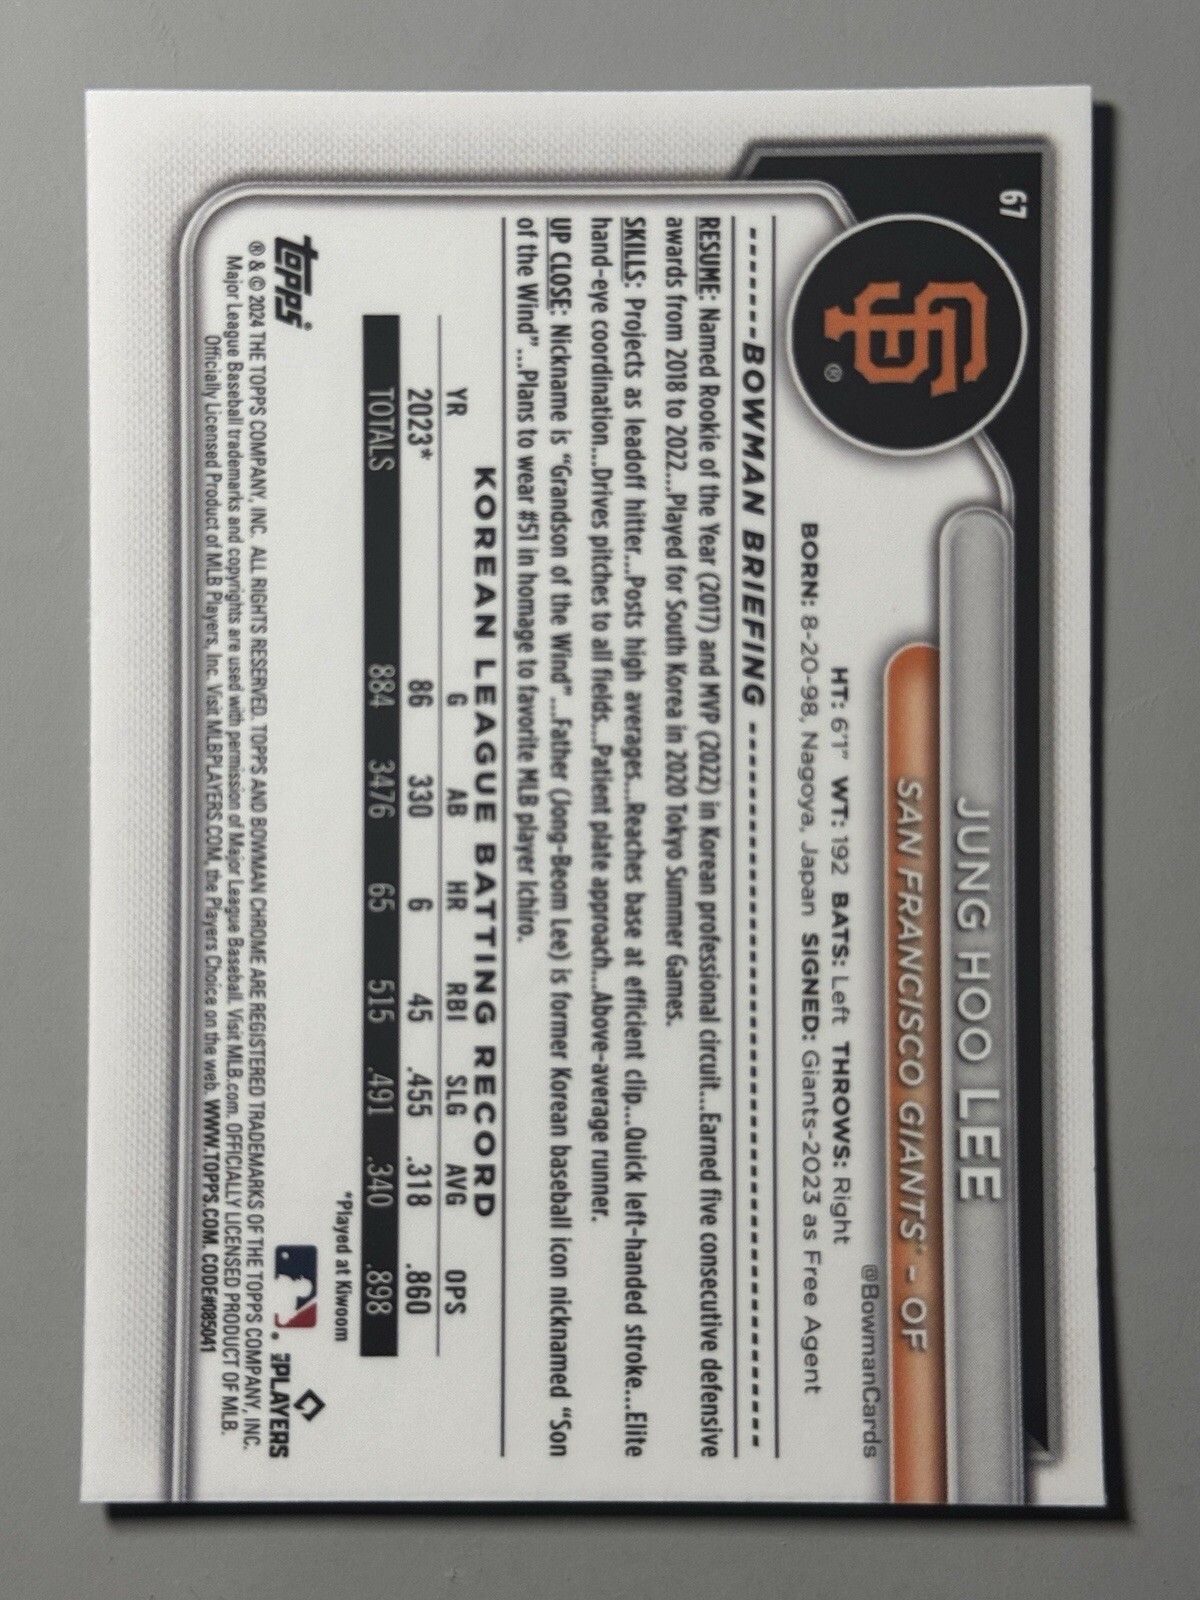 67
JUNG HOO LEE
SAN FRANCISCO GIANTS - OF
@BowmanCards
HT: 6'1" WT: 192 BATS: Left THROWS: Right
BORN: 8-20-98, Nagoya, Japan SIGNED: Giants-2023 as Free Agent
SF ®
BOWMAN BRIEFING
RESUME: Named Rookie of the Year (2017) and MVP (2022) in Korean professional circuit...Earned five consecutive defensive
awards from 2018 to 2022...Played for South Korea in 2020 Tokyo Summer Games.
SKILLS: Projects as leadoff hitter...Posts high averages...Reaches base at efficient clip...Quick left-handed stroke...Elite
hand-eye coordination...Drives pitches to all fields...Patient plate approach...Above-average runner.
UP CLOSE: Nickname is “Grandson of the Wind”...Father (Jong-Beom Lee) is former Korean baseball icon nicknamed “Son
of the Wind”...Plans to wear #51 in homage to favorite MLB player Ichiro.
KOREAN LEAGUE BATTING RECORD
YR G AB HR RBI SLG AVG OPS
2023* 86 330 6 45 .455 .318 .860
TOTALS 884 3476 65 515 .491 .340 .898
*Played at Kiwoom
topps®
PLAYERS
® & © 2024 THE TOPPS COMPANY, INC. ALL RIGHTS RESERVED. TOPPS AND BOWMAN CHROME ARE REGISTERED TRADEMARKS OF THE TOPPS COMPANY, INC.
Major League Baseball trademarks and copyrights are used with permission of Major League Baseball. Visit MLB.com. OFFICIALLY LICENSED PRODUCT OF MLB.
Officially Licensed Product of MLB Players, Inc. Visit MLBPLAYERS.COM, the Players Choice on the web. WWW.TOPPS.COM. CODE#085041